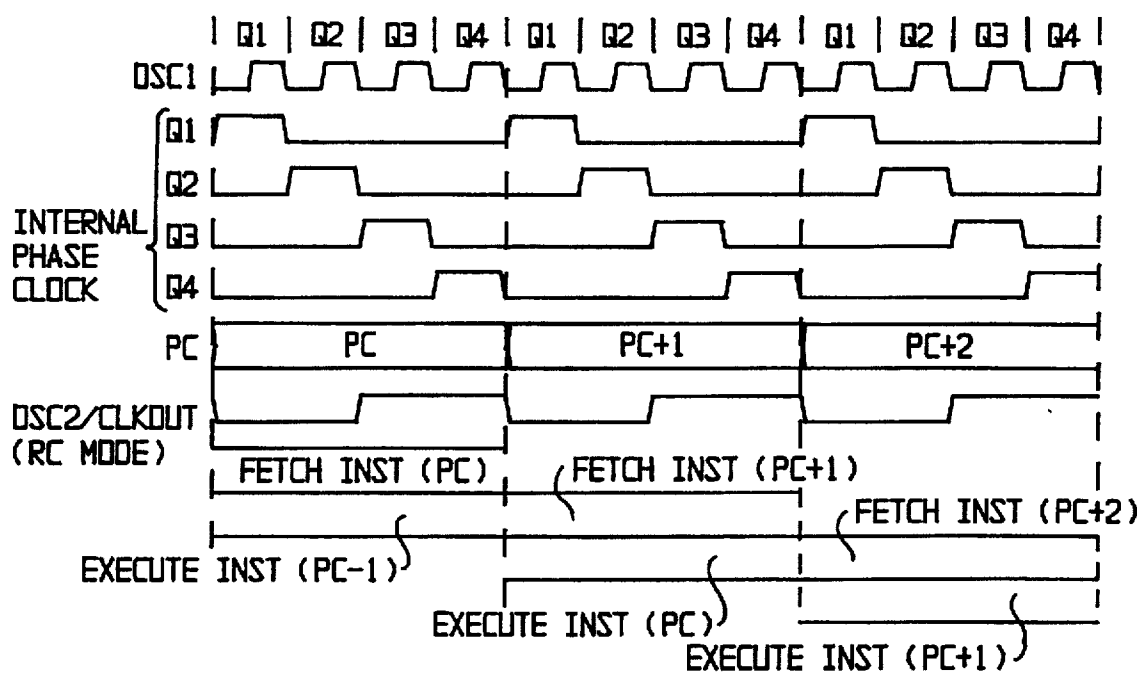 Q1 Q2 Q3 Q4 Q1 Q2 Q3 Q4 Q1 Q2 Q3 Q4
OSC1
Q1
Q2
INTERNAL
PHASE
CLOCK
Q3
Q4
PC PC PC+1 PC+2
OSC2/CLKOUT
(RC MODE)
FETCH INST (PC) FETCH INST (PC+1)
FETCH INST (PC+2)
EXECUTE INST (PC-1)
EXECUTE INST (PC)
EXECUTE INST (PC+1)